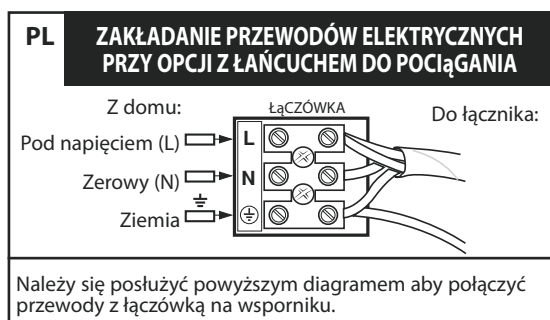 PL
ZAKŁADANIE PRZEWODÓW ELEKTRYCZNYCH
PRZY OPCJI Z ŁAŃCUCHEM DO POCIąGANIA
Z domu:
ŁąCZÓWKA
Do łącznika:
Pod napięciem (L)
L
Zerowy (N)
N
Ziemia
Należy się posłużyć powyższym diagramem aby połączyć
przewody z łączówką na wsporniku.